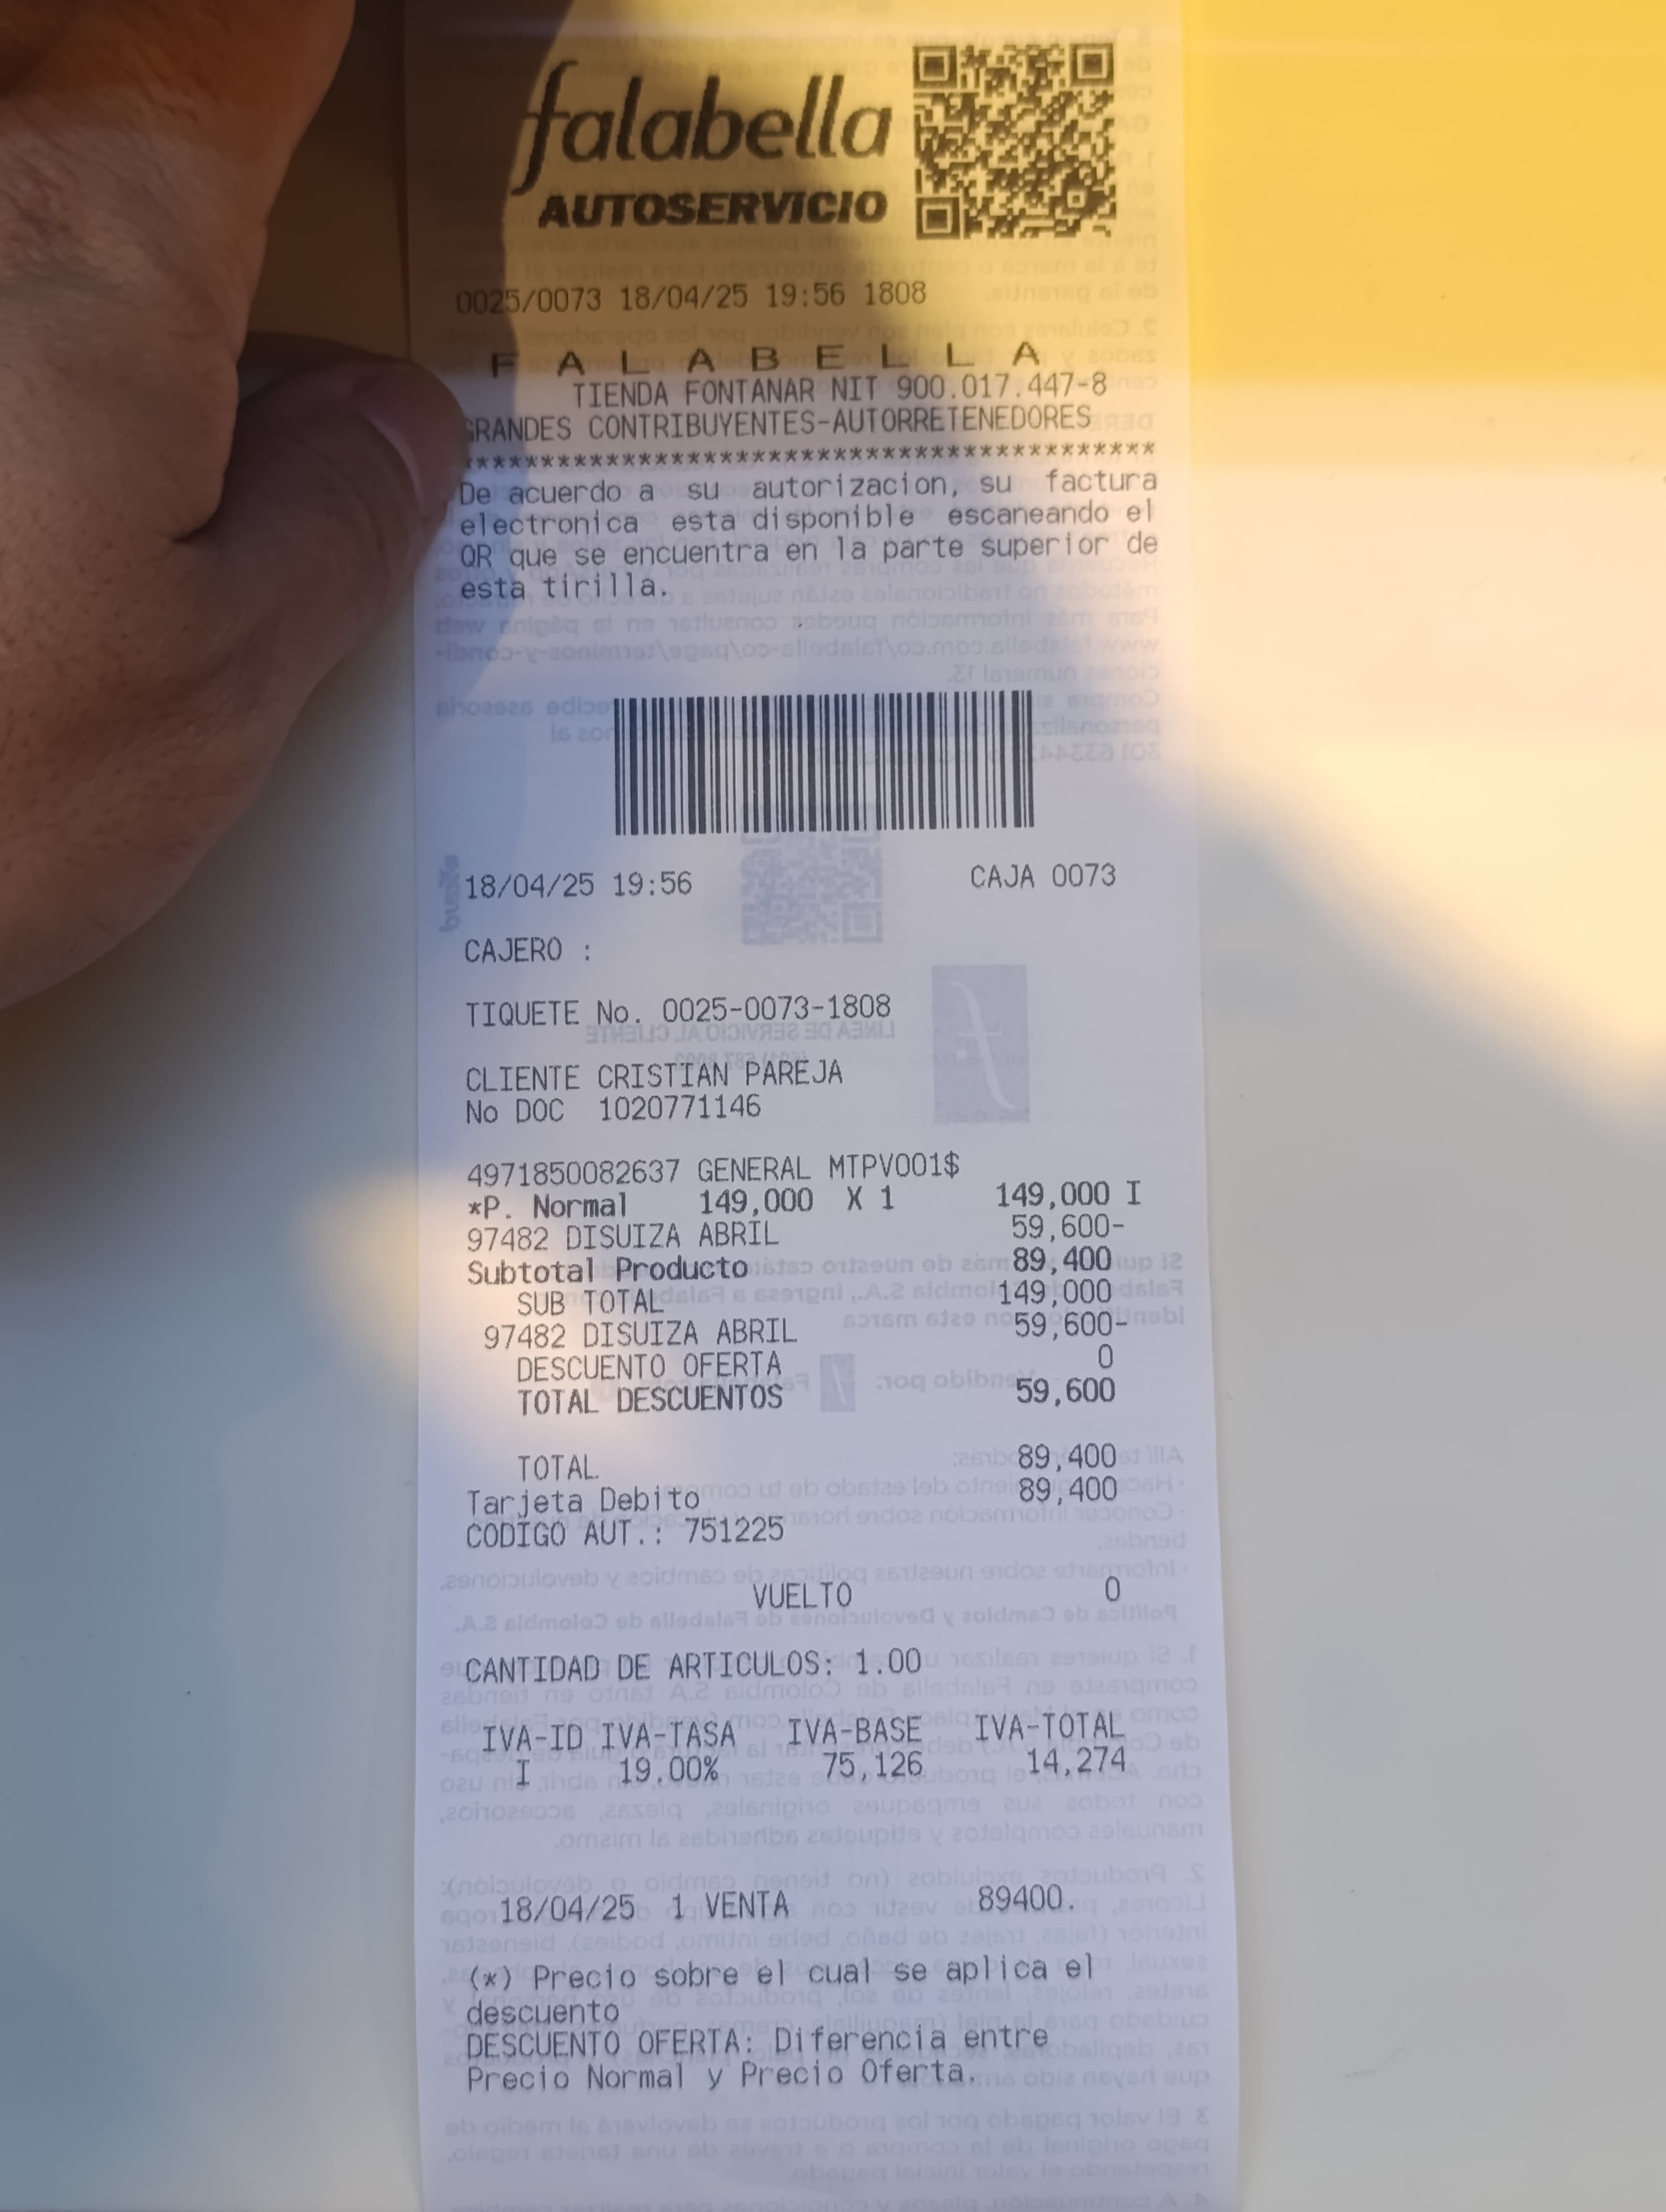 falabella
AUTOSERVICIO
0025/0073 18/04/25 19:56 1808
F A L A B E L L A
TIENDA FONTANAR NIT 900.017.447-8
GRANDES CONTRIBUYENTES-AUTORRETENEDORES
******************************************
De acuerdo a su autorizacion, su factura
electronica esta disponible escaneando el
QR que se encuentra en la parte superior de
esta tirilla.
18/04/25 19:56 CAJA 0073
CAJERO :
TIQUETE No. 0025-0073-1808
CLIENTE CRISTIAN PAREJA
No DOC 1020771146
4971850082637 GENERAL MTPV001$
*P. Normal 149,000 X 1 149,000 I
97482 DISUIZA ABRIL 59,600-
Subtotal Producto 89,400
SUB TOTAL 149,000
97482 DISUIZA ABRIL 59,600-
DESCUENTO OFERTA 0
TOTAL DESCUENTOS 59,600
TOTAL 89,400
Tarjeta Debito 89,400
CODIGO AUT.: 751225
VUELTO 0
CANTIDAD DE ARTICULOS: 1.00
IVA-ID IVA-TASA IVA-BASE IVA-TOTAL
I 19,00% 75,126 14,274
18/04/25 1 VENTA 89400.
(*) Precio sobre el cual se aplica el
descuento
DESCUENTO OFERTA: Diferencia entre
Precio Normal y Precio Oferta.